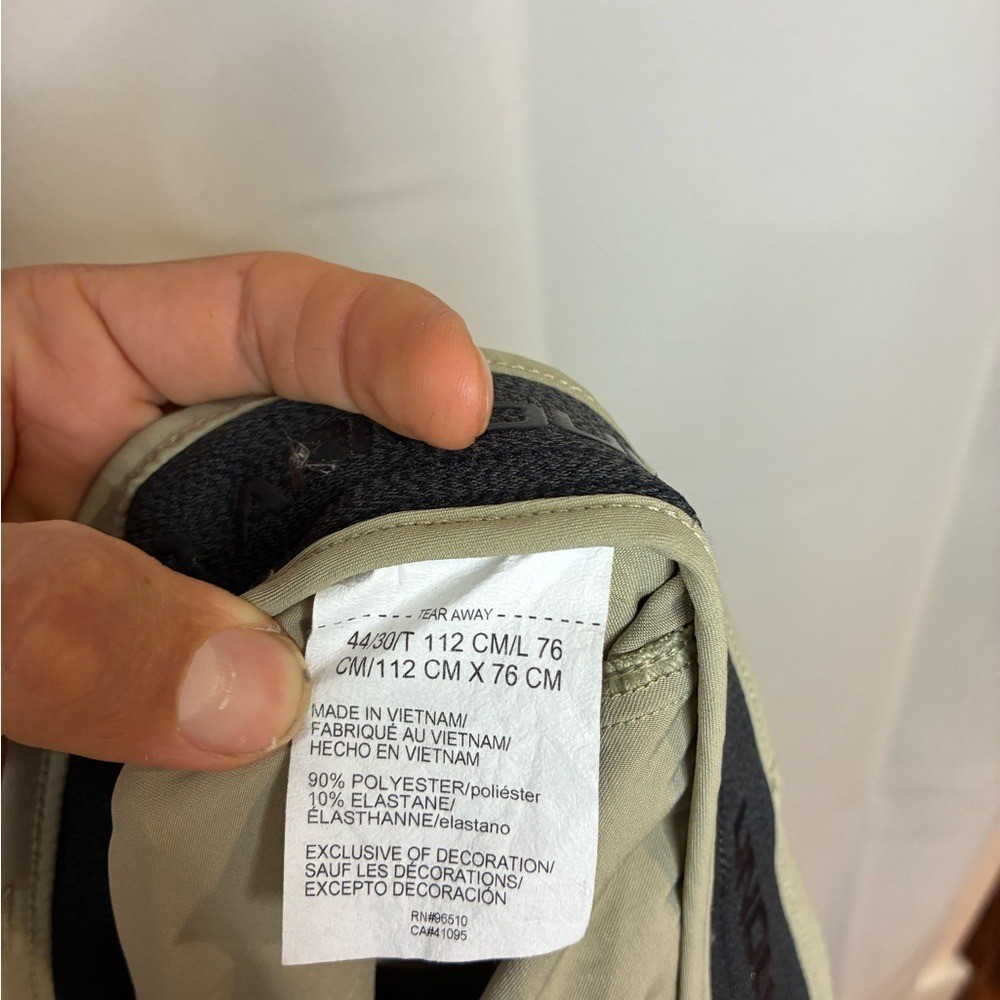 TEAR AWAY
44/30/T 112 CM/L 76
CM/112 CM X 76 CM
MADE IN VIETNAM/
FABRIQUÉ AU VIETNAM/
HECHO EN VIETNAM
90% POLYESTER/poliéster
10% ELASTANE/
ÉLASTHANNE/elastano
EXCLUSIVE OF DECORATION/
SAUF LES DÉCORATIONS/
EXCEPTO DECORACIÓN
RN#96510
CA#41095